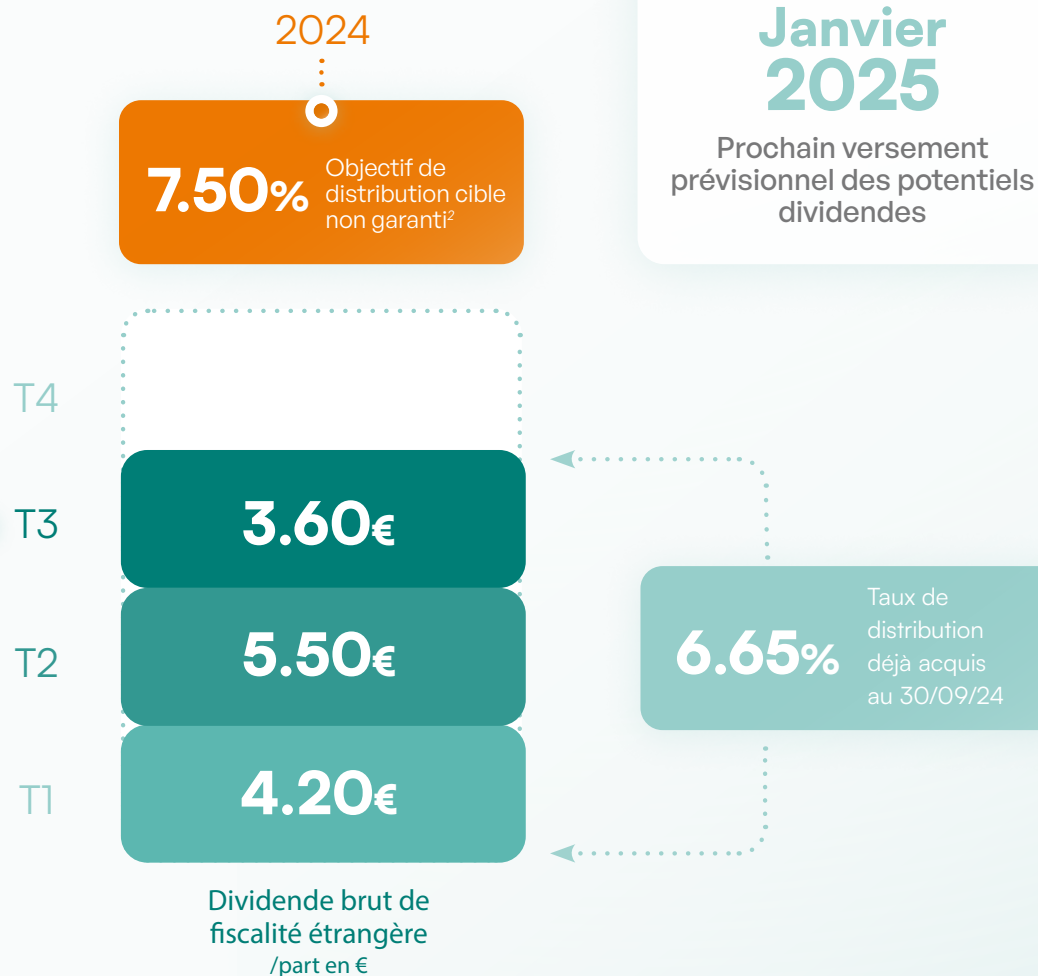 2024
7.50%
Objectif de
distribution cible
non garanti²
Janvier
2025
Prochain versement
prévisionnel des potentiels
dividendes
T4
T3
3.60€
T2
5.50€
T1
4.20€
6.65%
Taux de
distribution
déjà acquis
au 30/09/24
Dividende brut de
fiscalité étrangère
/part en €